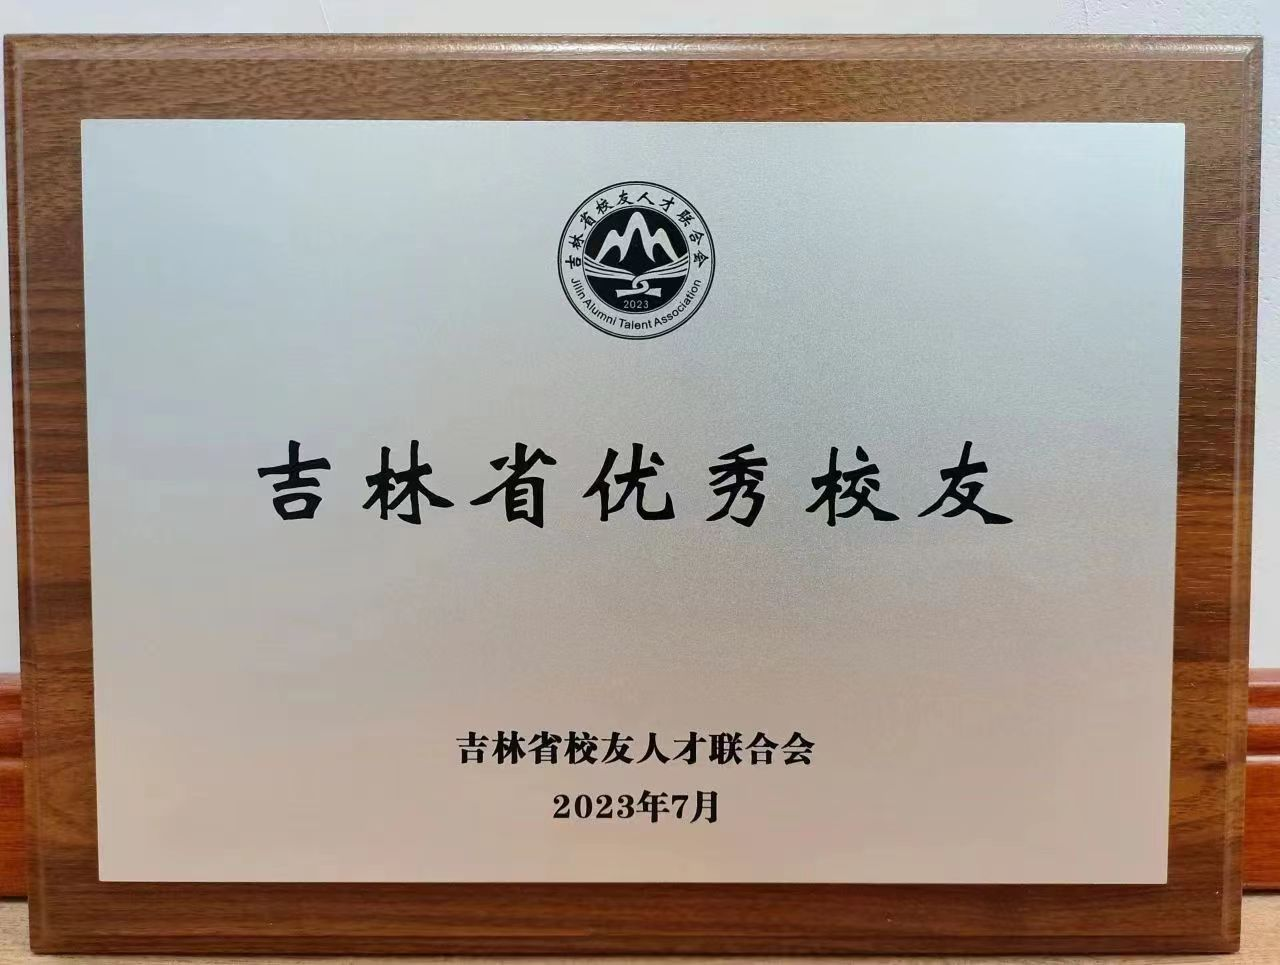 吉林省校友人才联合会
2023
Jilin Alumni Talent Association
吉林省优秀校友
吉林省校友人才联合会
2023年7月